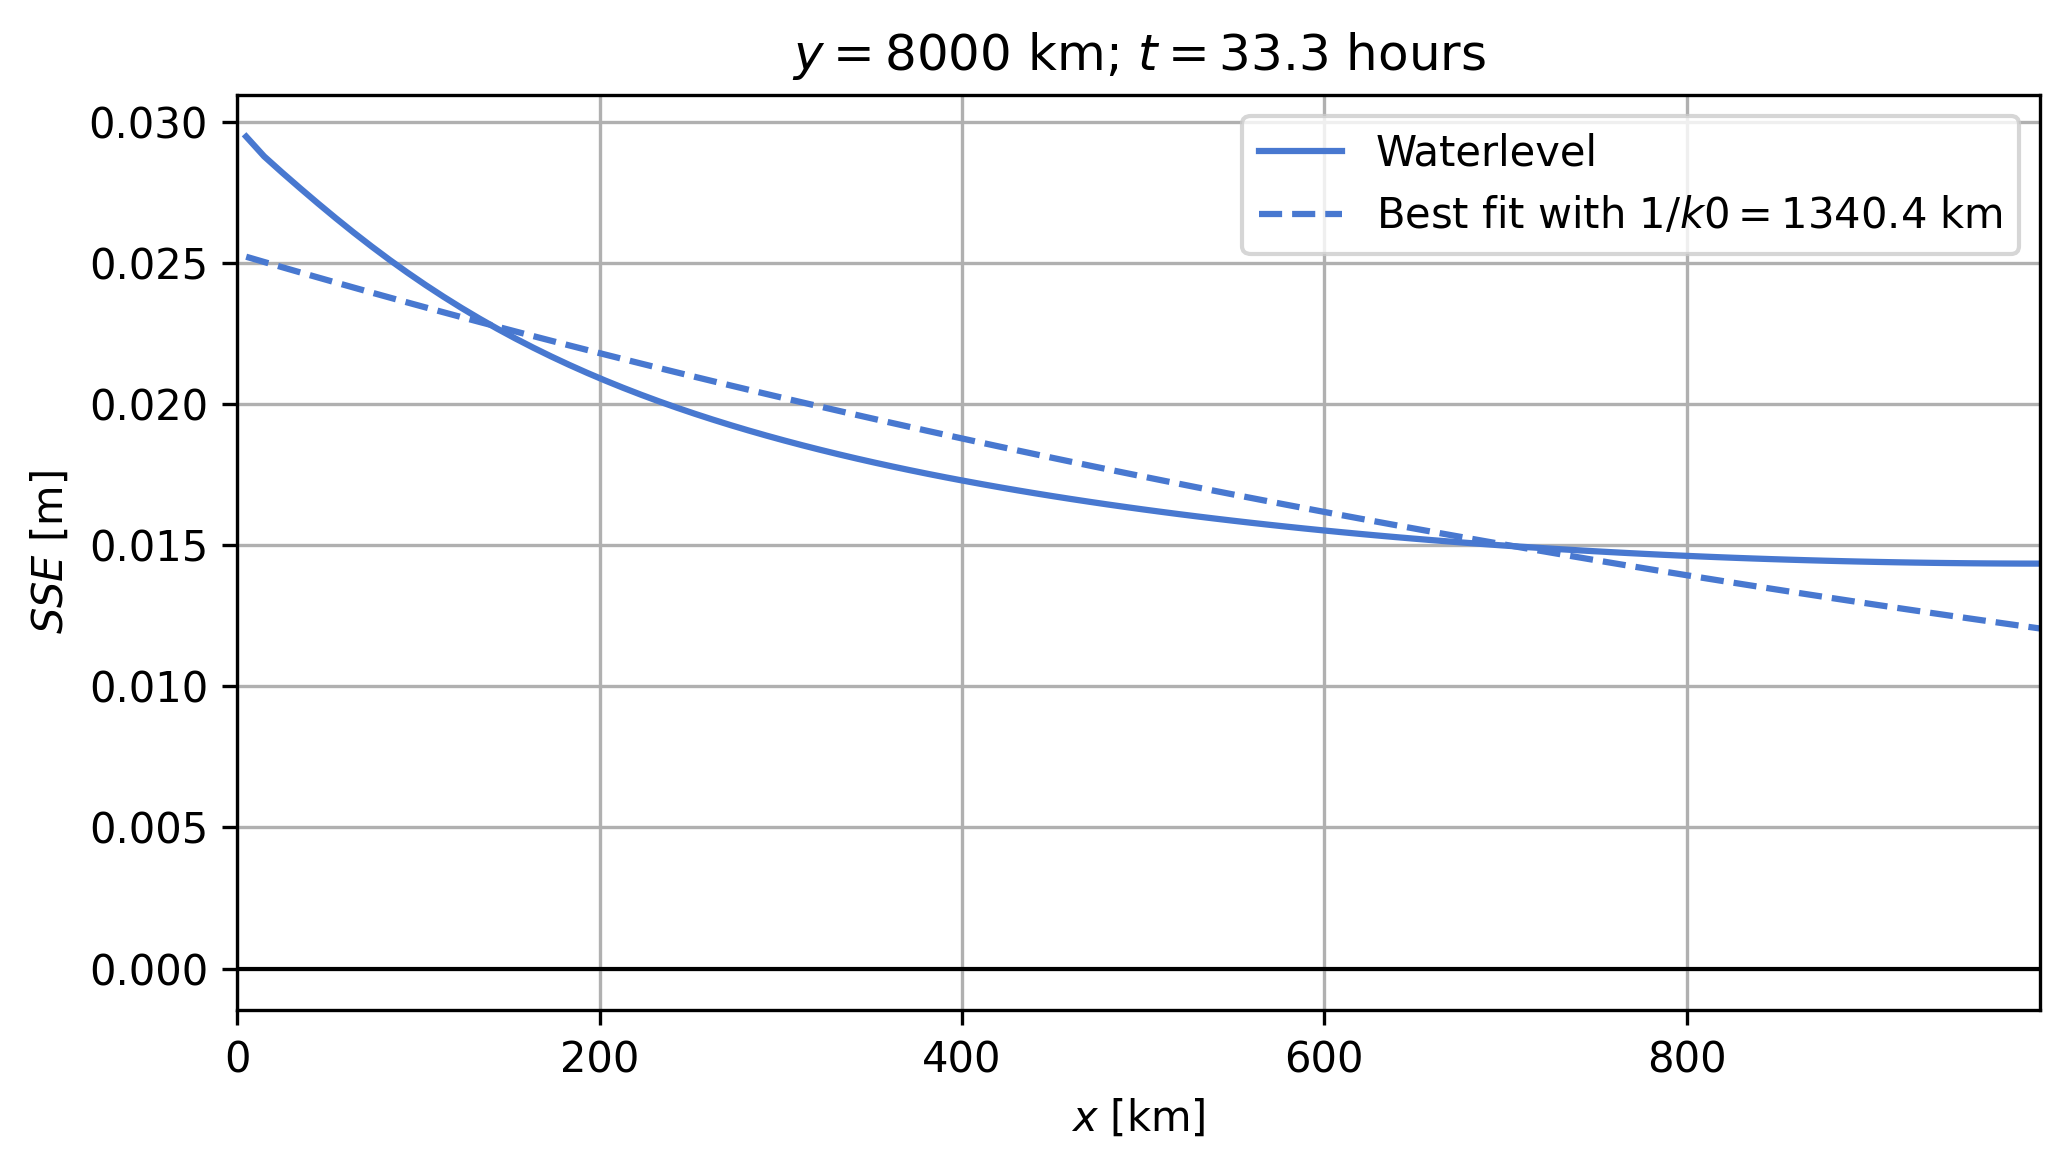 y = 8000 km; t = 33.3 hours
Waterlevel
Best fit with 1/k0 = 1340.4 km
SSE [m]
0.030
0.025
0.020
0.015
0.010
0.005
0.000
0 200 400 600 800
x [km]